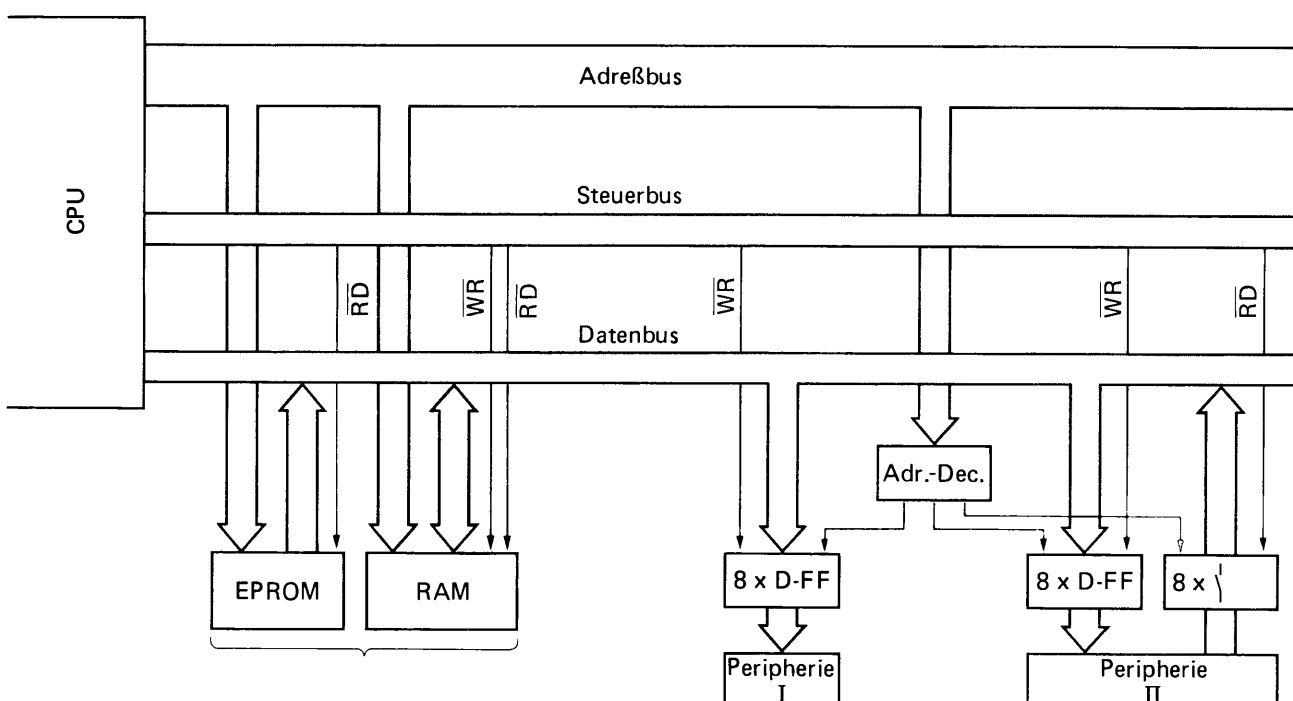 Adreßbus
CPU
Steuerbus
RD
WR
RD
WR
WR
RD
Datenbus
Adr.-Dec.
EPROM
RAM
8 x D-FF
8 x D-FF
8 x
Peripherie
I
Peripherie
II